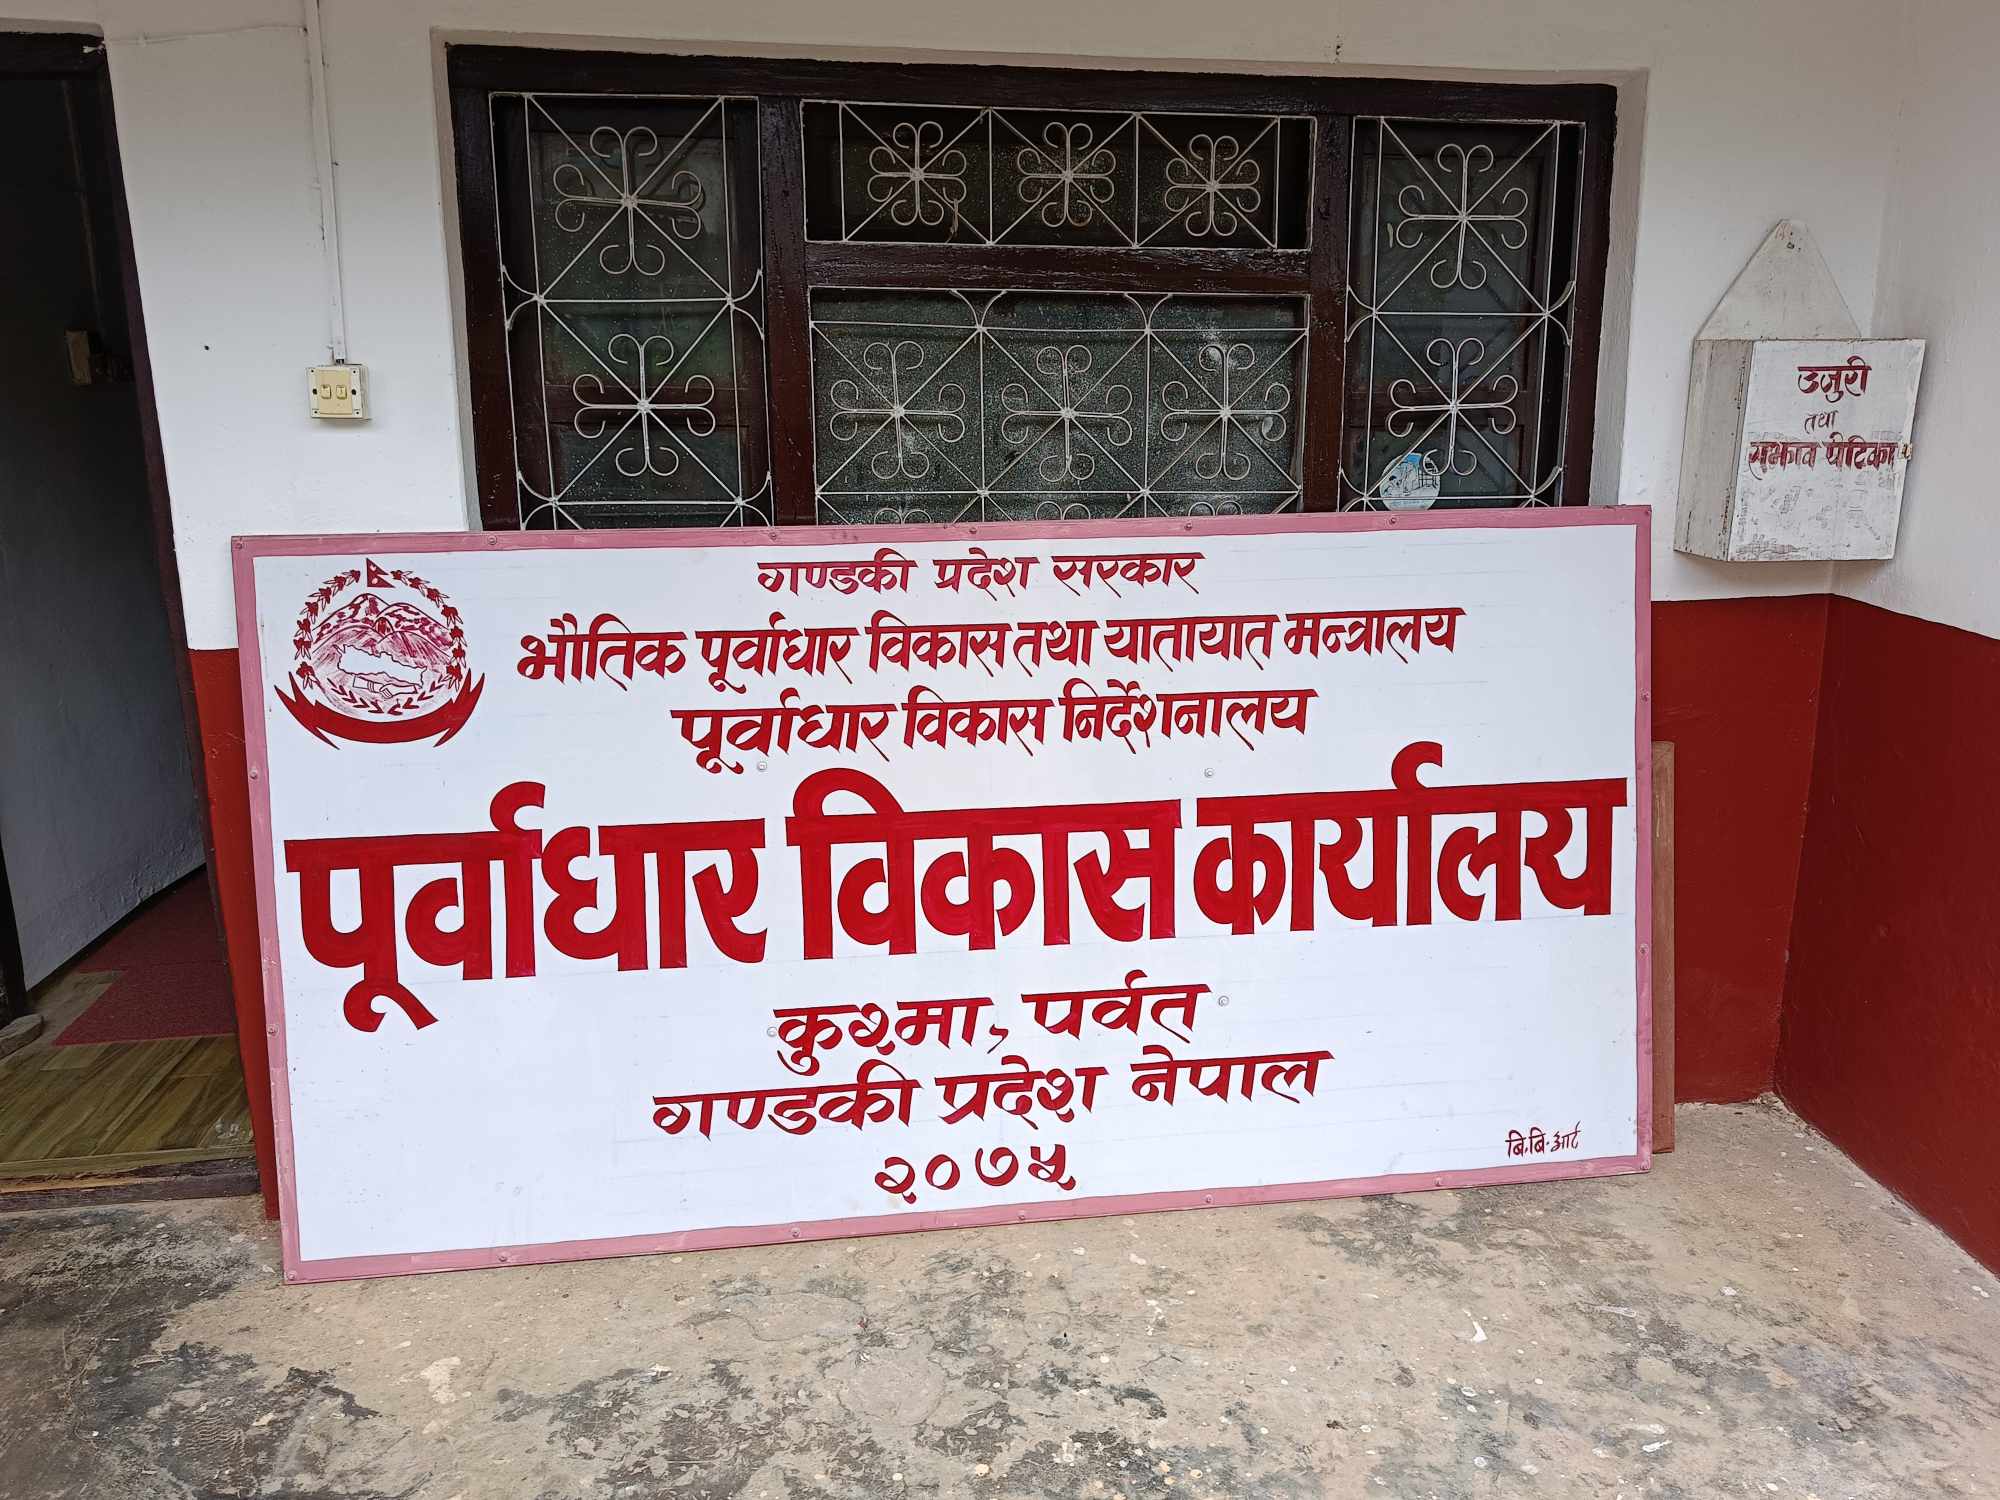 गण्डकी प्रदेश सरकार
भौतिक पूर्वाधार विकास तथा यातायात मन्त्रालय
पूर्वाधार विकास निर्देशनालय
पूर्वाधार विकास कार्यालय
कुश्मा, पर्वत
गण्डकी प्रदेश नेपाल
२०७५
बि.बि. आर्ट
उजुरी
तथा
सुझाव पेटिका